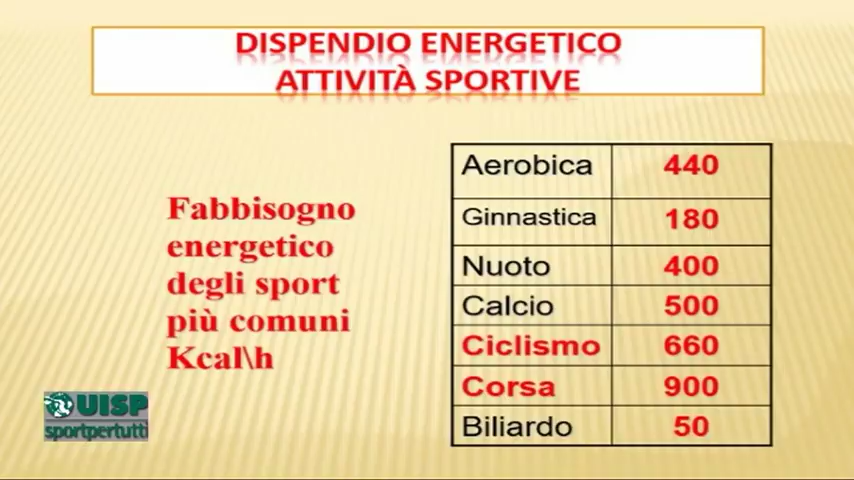 DISPENDIO ENERGETICO
ATTIVITÀ SPORTIVE
Fabbisogno
energetico
degli sport
più comuni
Kcal\h
Aerobica 440
Ginnastica 180
Nuoto 400
Calcio 500
Ciclismo 660
Corsa 900
Biliardo 50
UISP
sportpertutti